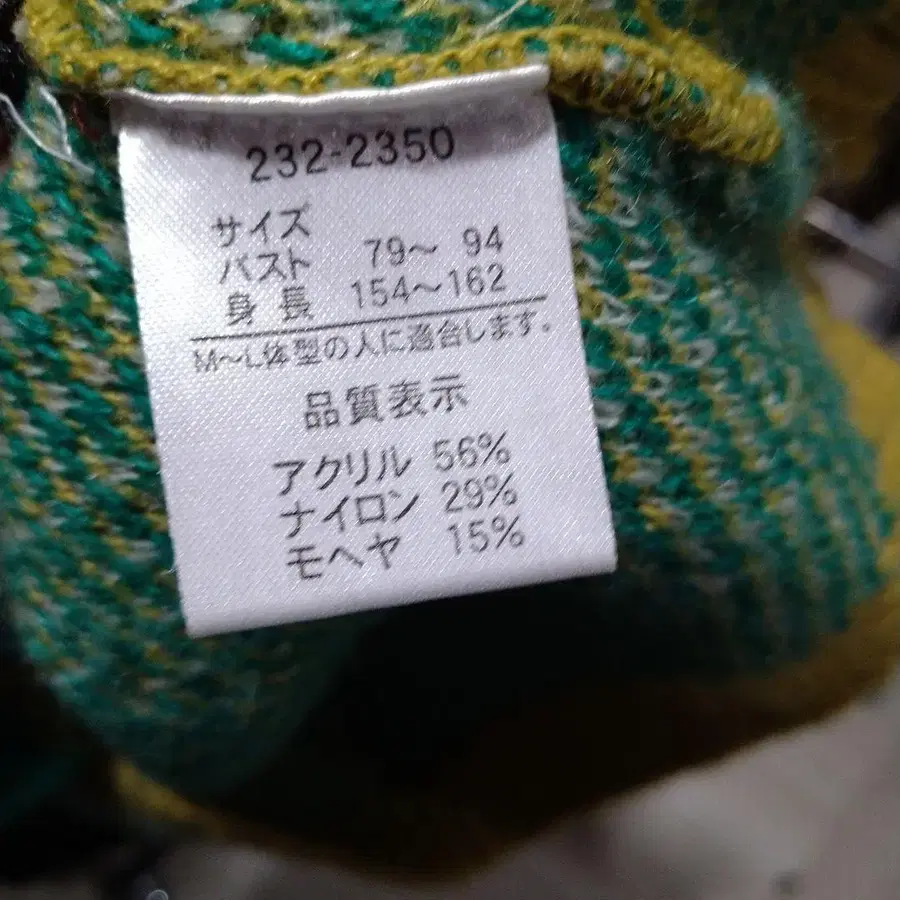 232-2350
サイズ
バスト 79〜 94
身長 154〜162
M〜L体型の人に適合します。
品質表示
アクリル 56%
ナイロン 29%
モヘヤ 15%